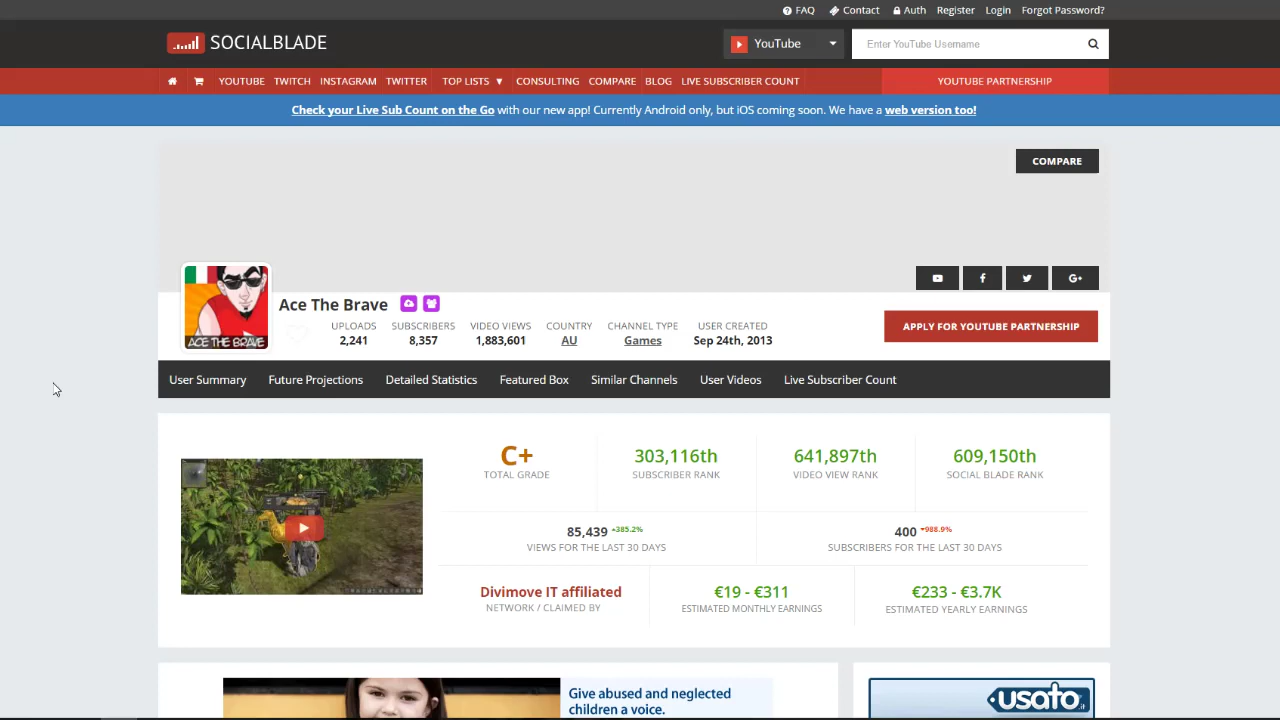 FAQ Contact Auth Register Login Forgot Password?
SOCIALBLADE
YouTube
Enter YouTube Username
YOUTUBE TWITCH INSTAGRAM TWITTER TOP LISTS CONSULTING COMPARE BLOG LIVE SUBSCRIBER COUNT YOUTUBE PARTNERSHIP
Check your Live Sub Count on the Go with our new app! Currently Android only, but iOS coming soon. We have a web version too!
COMPARE
ACE THE BRAVE
Ace The Brave
UPLOADS SUBSCRIBERS VIDEO VIEWS COUNTRY CHANNEL TYPE USER CREATED
2,241 8,357 1,883,601 AU Games Sep 24th, 2013
APPLY FOR YOUTUBE PARTNERSHIP
User Summary Future Projections Detailed Statistics Featured Box Similar Channels User Videos Live Subscriber Count
C+ 303,116th 641,897th 609,150th
TOTAL GRADE SUBSCRIBER RANK VIDEO VIEW RANK SOCIAL BLADE RANK
85,439 +385.2% 400 988.9%
VIEWS FOR THE LAST 30 DAYS SUBSCRIBERS FOR THE LAST 30 DAYS
Divimove IT affiliated €19 - €311 €233 - €3.7K
NETWORK / CLAIMED BY ESTIMATED MONTHLY EARNINGS ESTIMATED YEARLY EARNINGS
Give abused and neglected
children a voice.
usato.it